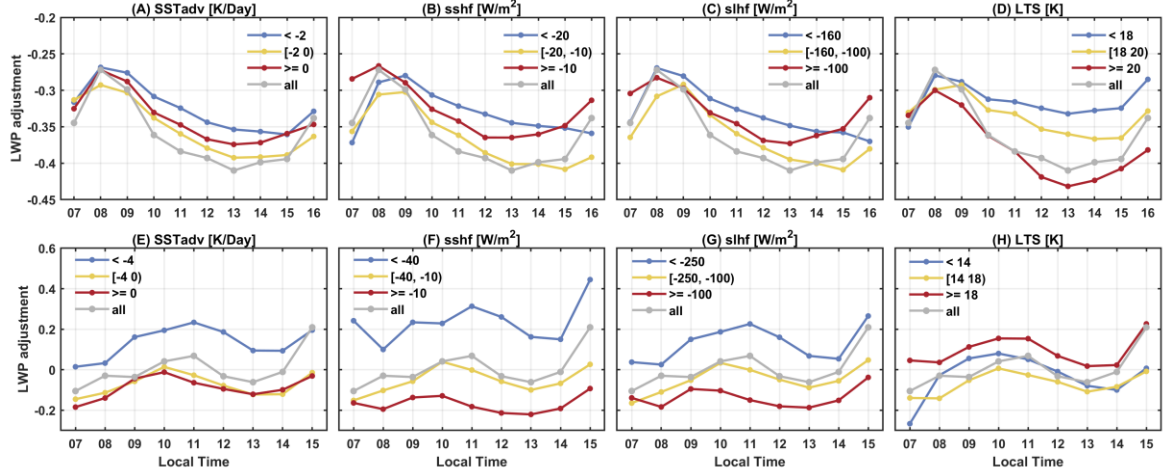 (A) SSTadv [K/Day]
(B) sshf [W/m²]
(C) slhf [W/m²]
(D) LTS [K]
LWP adjustment
-0.2
-0.25
-0.3
-0.35
-0.4
-0.45
< -2
[-2 0)
>= 0
all
< -20
[-20, -10)
>= -10
all
< -160
[-160, -100)
>= -100
all
< 18
[18 20)
>= 20
all
07 08 09 10 11 12 13 14 15 16
07 08 09 10 11 12 13 14 15 16
07 08 09 10 11 12 13 14 15 16
07 08 09 10 11 12 13 14 15 16
(E) SSTadv [K/Day]
(F) sshf [W/m²]
(G) slhf [W/m²]
(H) LTS [K]
LWP adjustment
0.6
0.4
0.2
0
-0.2
< -4
[-4 0)
>= 0
all
< -40
[-40, -10)
>= -10
all
< -250
[-250, -100)
>= -100
all
< 14
[14 18)
>= 18
all
07 08 09 10 11 12 13 14 15
07 08 09 10 11 12 13 14 15
07 08 09 10 11 12 13 14 15
07 08 09 10 11 12 13 14 15
Local Time
Local Time
Local Time
Local Time